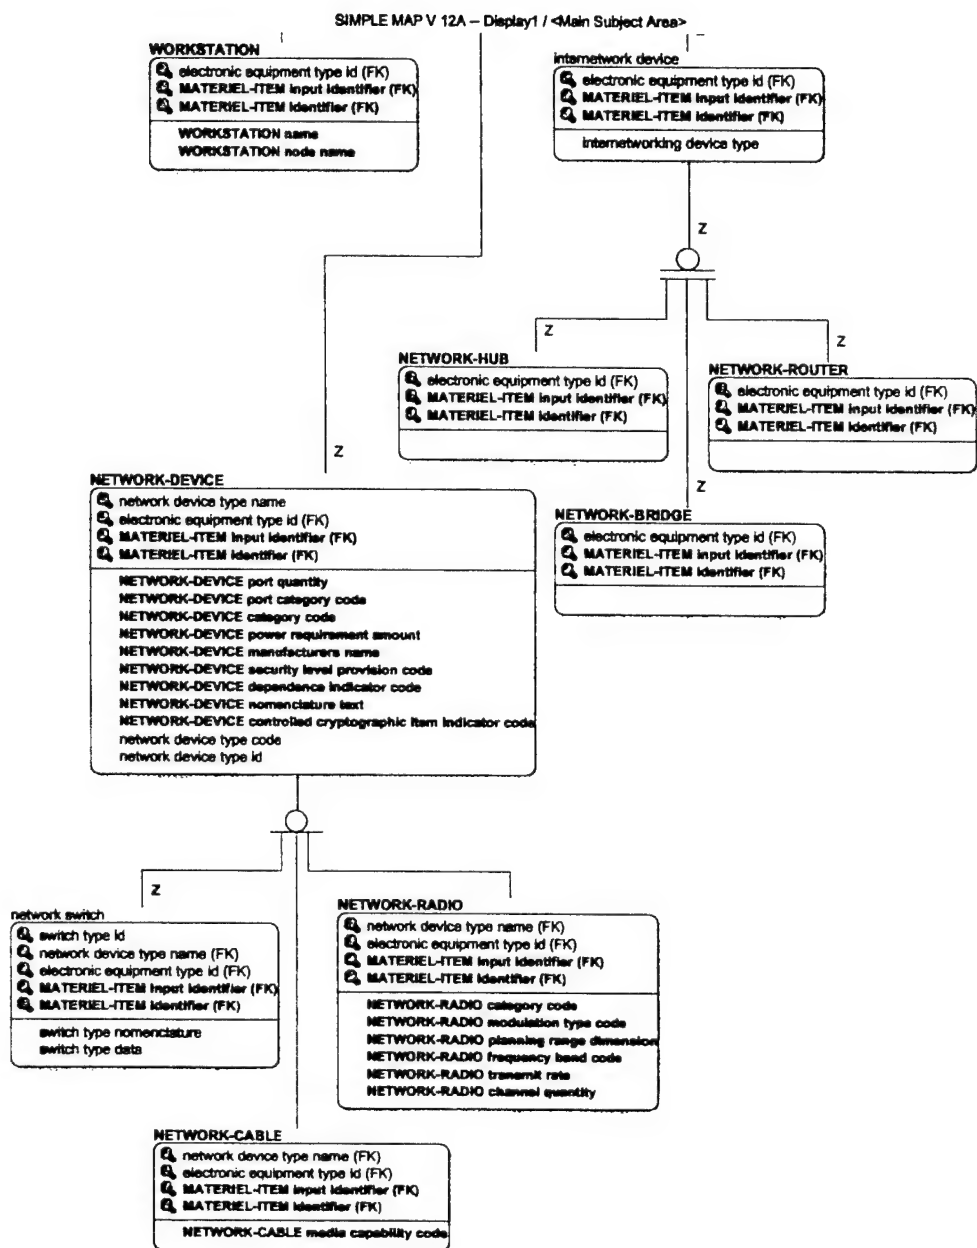 SIMPLE MAP V 12A – Display1 / <Main Subject Area>
WORKSTATION
electronic equipment type id (FK)
MATERIEL-ITEM input identifier (FK)
MATERIEL-ITEM identifier (FK)
WORKSTATION name
WORKSTATION node name
internetwork device
electronic equipment type id (FK)
MATERIEL-ITEM input identifier (FK)
MATERIEL-ITEM identifier (FK)
internetworking device type
Z
Z
Z
NETWORK-HUB
electronic equipment type id (FK)
MATERIEL-ITEM input identifier (FK)
MATERIEL-ITEM identifier (FK)
NETWORK-ROUTER
electronic equipment type id (FK)
MATERIEL-ITEM input identifier (FK)
MATERIEL-ITEM identifier (FK)
Z
Z
NETWORK-DEVICE
network device type name
electronic equipment type id (FK)
MATERIEL-ITEM input identifier (FK)
MATERIEL-ITEM identifier (FK)
NETWORK-DEVICE port quantity
NETWORK-DEVICE port category code
NETWORK-DEVICE category code
NETWORK-DEVICE power requirement amount
NETWORK-DEVICE manufacturers name
NETWORK-DEVICE security level provision code
NETWORK-DEVICE dependence indicator code
NETWORK-DEVICE nomenclature text
NETWORK-DEVICE controlled cryptographic item indicator code
network device type code
network device type id
NETWORK-BRIDGE
electronic equipment type id (FK)
MATERIEL-ITEM input identifier (FK)
MATERIEL-ITEM identifier (FK)
Z
network switch
switch type id
network device type name (FK)
electronic equipment type id (FK)
MATERIEL-ITEM input identifier (FK)
MATERIEL-ITEM identifier (FK)
switch type nomenclature
switch type data
NETWORK-RADIO
network device type name (FK)
electronic equipment type id (FK)
MATERIEL-ITEM input identifier (FK)
MATERIEL-ITEM identifier (FK)
NETWORK-RADIO category code
NETWORK-RADIO modulation type code
NETWORK-RADIO planning range dimension
NETWORK-RADIO frequency band code
NETWORK-RADIO transmit rate
NETWORK-RADIO channel quantity
NETWORK-CABLE
network device type name (FK)
electronic equipment type id (FK)
MATERIEL-ITEM input identifier (FK)
MATERIEL-ITEM identifier (FK)
NETWORK-CABLE media capability code